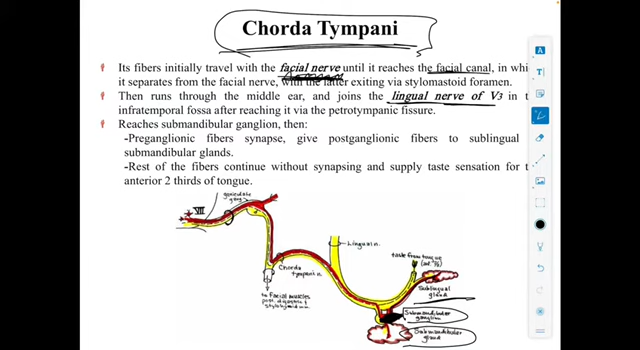 Chorda Tympani
Its fibers initially travel with the facial nerve until it reaches the facial canal, in whi
it separates from the facial nerve, with the latter exiting via stylomastoid foramen.
Then runs through the middle ear, and joins the lingual nerve of V3 in t
infratemporal fossa after reaching it via the petrotympanic fissure.
Reaches submandibular ganglion, then:
-Preganglionic fibers synapse, give postganglionic fibers to sublingual
submandibular glands.
-Rest of the fibers continue without synapsing and supply taste sensation for t
anterior 2 thirds of tongue.
geniculate
gang
VII
Lingual n.
Chorda
tympani n.
taste from tongue
to Facial muscles
Sublingual
gland
Submandibular
ganglion
Submandibular
gland
A
T